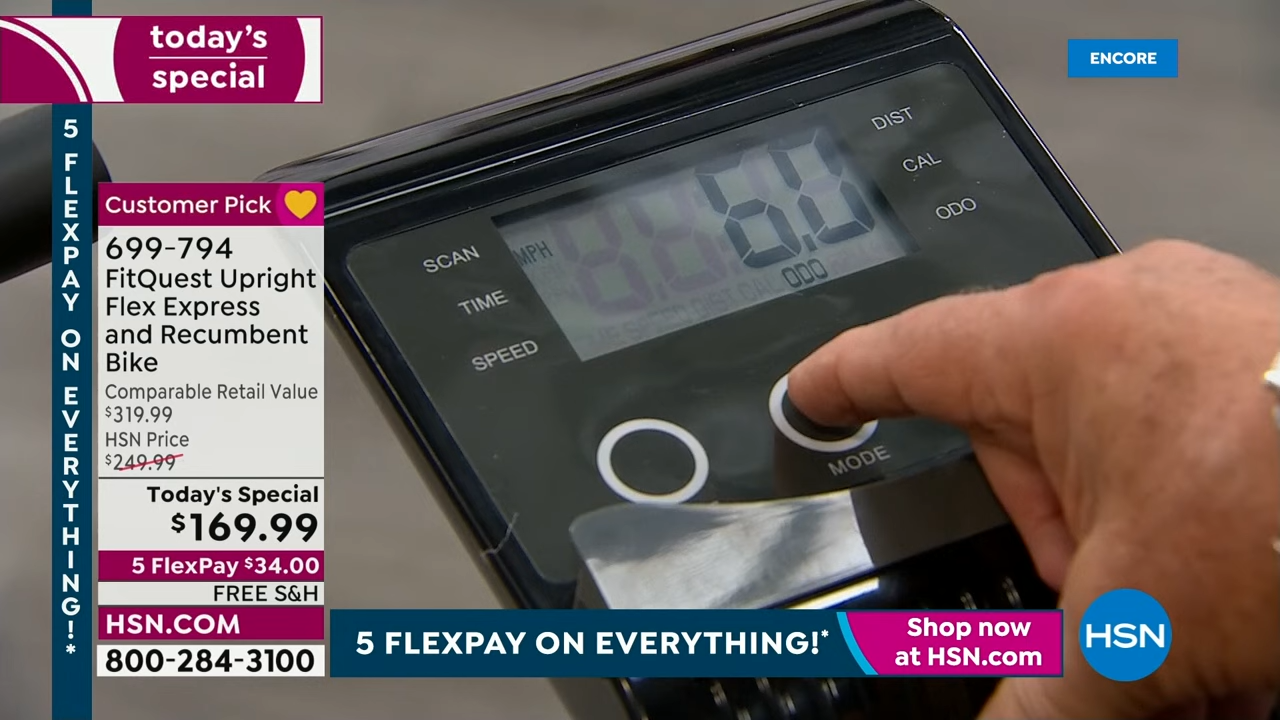 today's
special
ENCORE
5 FLEXPAY ON EVERYTHING!*
Customer Pick
699-794
FitQuest Upright
Flex Express
and Recumbent
Bike
Comparable Retail Value
$319.99
HSN Price
$249.99
Today's Special
$169.99
5 FlexPay $34.00
FREE S&H
HSN.COM
800-284-3100
SCAN
TIME
SPEED
MPH
DIST
CAL
ODO
ODO
MODE
5 FLEXPAY ON EVERYTHING!*
Shop now
at HSN.com
HSN